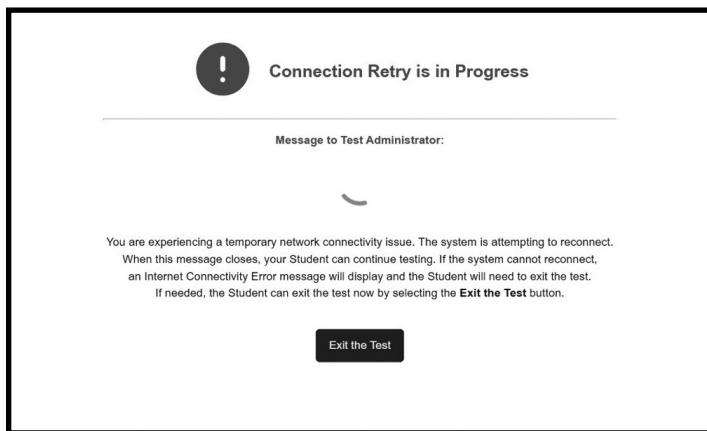 Connection Retry is in Progress
Message to Test Administrator:
You are experiencing a temporary network connectivity issue. The system is attempting to reconnect.
When this message closes, your Student can continue testing. If the system cannot reconnect,
an Internet Connectivity Error message will display and the Student will need to exit the test.
If needed, the Student can exit the test now by selecting the Exit the Test button.
Exit the Test